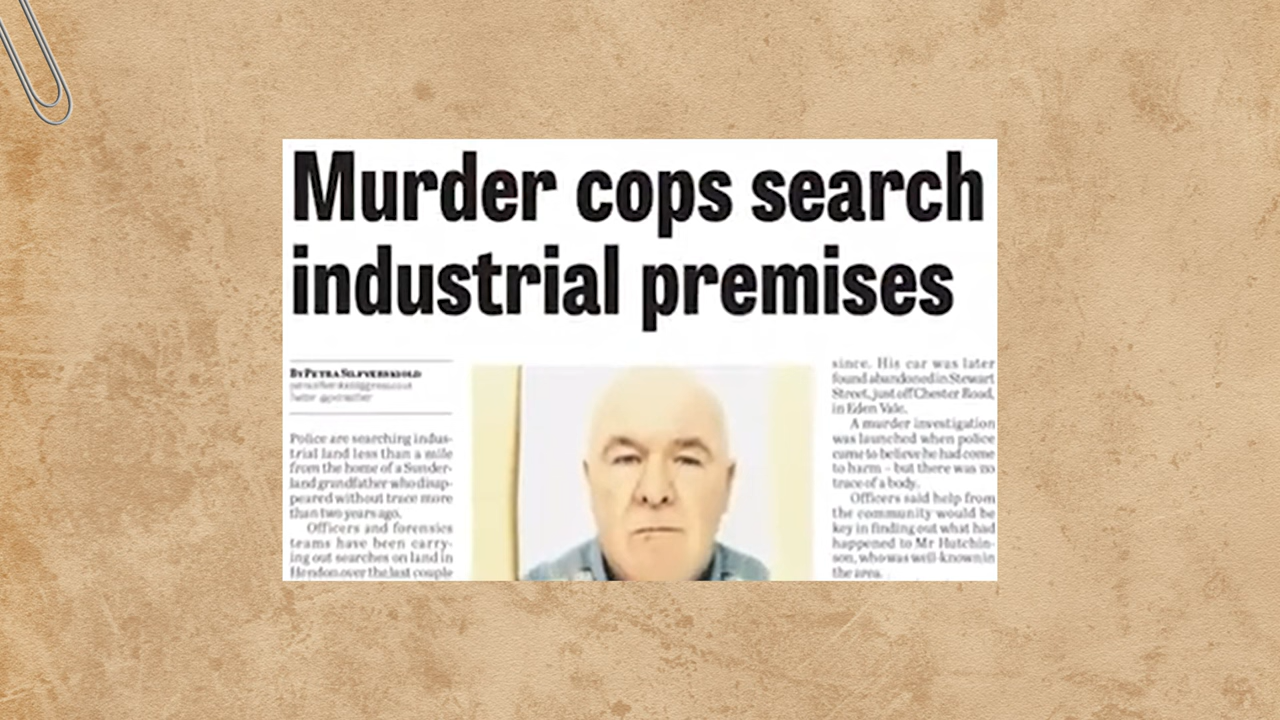 Murder cops search
industrial premises
BY PETRA SILFVERSKIOLD
Police are searching indus-
trial land less than a mile
from the home of a Sunder-
land grandfather who disap-
peared without trace more
than two years ago.
Officers and forensics
teams have been carry-
ing out searches on land in
Hendon over the last couple
since. His car was later
found abandoned in Stewart
Street, just off Chester Road,
in Eden Vale.
A murder investigation
was launched when police
came to believe he had come
to harm - but there was no
trace of a body.
Officers said help from
the community would be
key in finding out what had
happened to Mr Hutchin-
son, who was well-known in
the area.